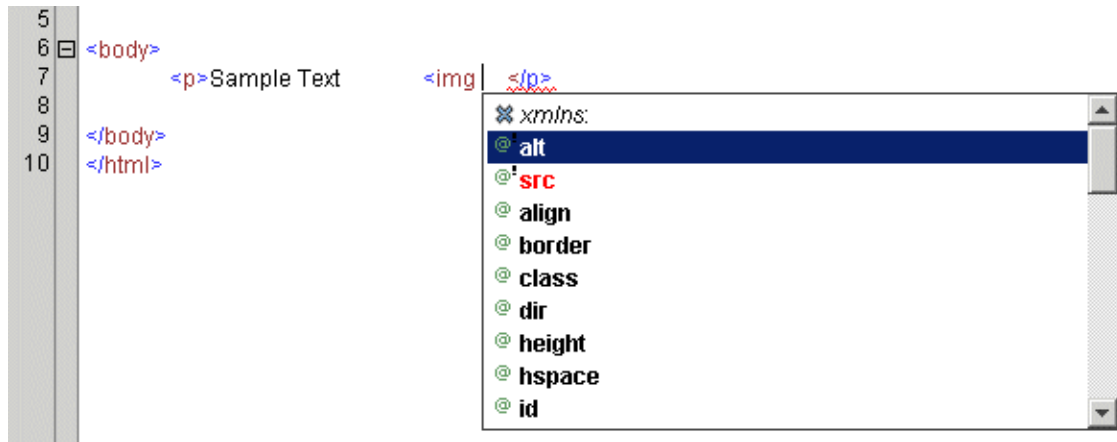 5
6 <body>
7 <p>Sample Text <img </p>
8
9 </body>
10 </html>
xmlns:
@! alt
@! src
@ align
@ border
@ class
@ dir
@ height
@ hspace
@ id